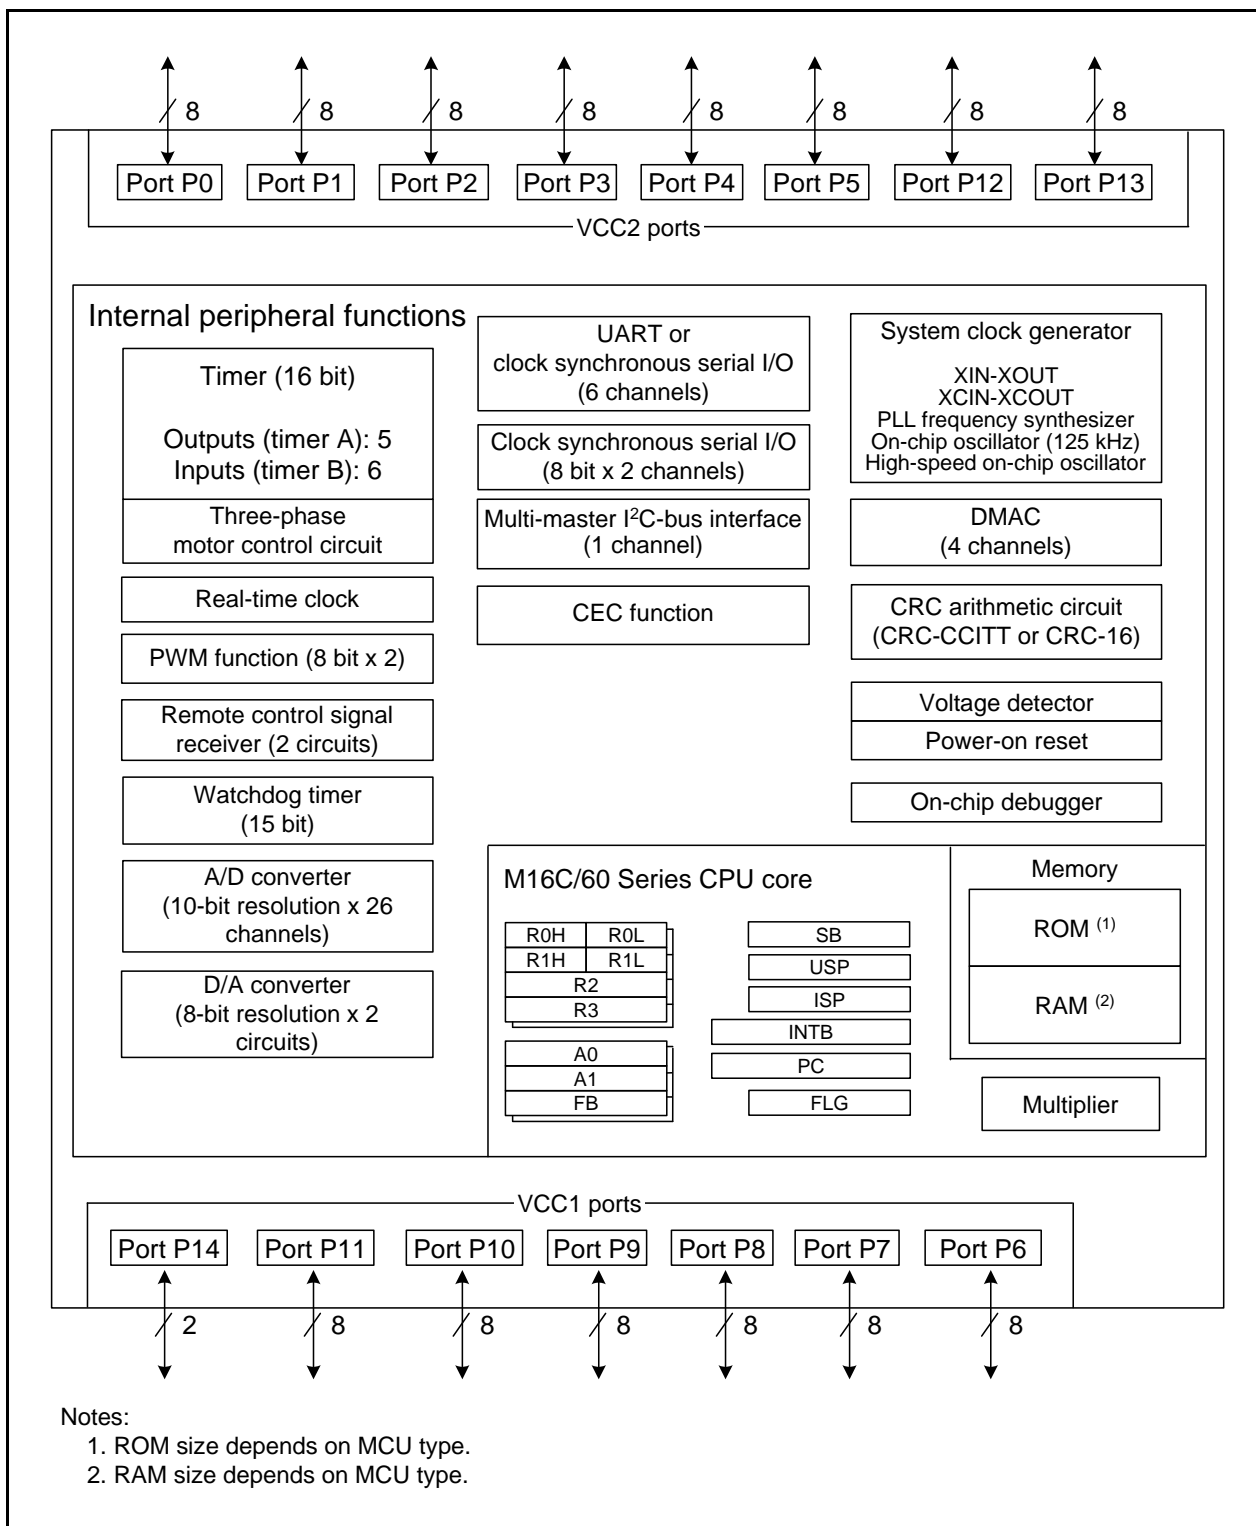 8 8 8 8 8 8 8 8
Port P0 Port P1 Port P2 Port P3 Port P4 Port P5 Port P12 Port P13
VCC2 ports
Internal peripheral functions
Timer (16 bit)
Outputs (timer A): 5
Inputs (timer B): 6
Three-phase
motor control circuit
Real-time clock
PWM function (8 bit x 2)
Remote control signal
receiver (2 circuits)
Watchdog timer
(15 bit)
A/D converter
(10-bit resolution x 26
channels)
D/A converter
(8-bit resolution x 2
circuits)
UART or
clock synchronous serial I/O
(6 channels)
Clock synchronous serial I/O
(8 bit x 2 channels)
Multi-master I²C-bus interface
(1 channel)
CEC function
System clock generator
XIN-XOUT
XCIN-XCOUT
PLL frequency synthesizer
On-chip oscillator (125 kHz)
High-speed on-chip oscillator
DMAC
(4 channels)
CRC arithmetic circuit
(CRC-CCITT or CRC-16)
Voltage detector
Power-on reset
On-chip debugger
M16C/60 Series CPU core
R0H R0L
R1H R1L
R2
R3
A0
A1
FB
SB
USP
ISP
INTB
PC
FLG
Memory
ROM (1)
RAM (2)
Multiplier
VCC1 ports
Port P14 Port P11 Port P10 Port P9 Port P8 Port P7 Port P6
2 8 8 8 8 8 8
Notes:
1. ROM size depends on MCU type.
2. RAM size depends on MCU type.